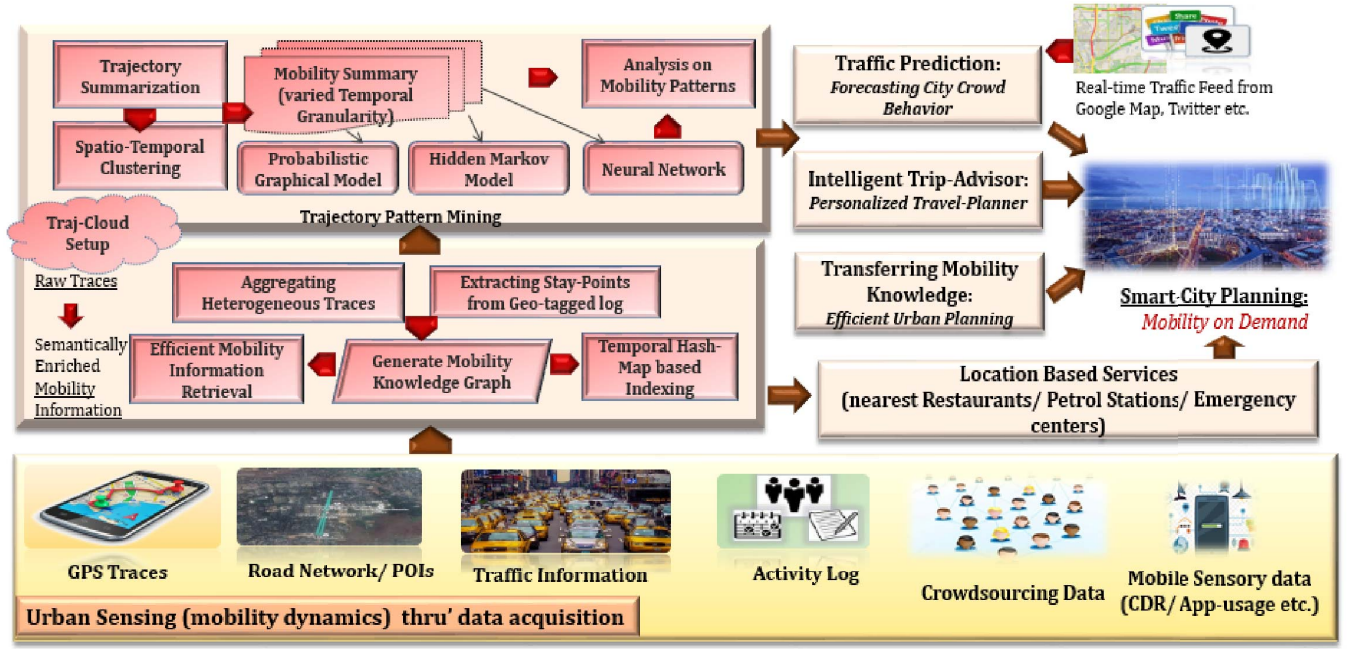 Trajectory
Summarization
Mobility Summary
(varied Temporal
Granularity)
Analysis on
Mobility Patterns
Spatio-Temporal
Clustering
Probabilistic
Graphical Model
Hidden Markov
Model
Neural Network
Trajectory Pattern Mining
Traj-Cloud
Setup
Raw Traces
Semantically
Enriched
Mobility
Information
Aggregating
Heterogeneous Traces
Extracting Stay-Points
from Geo-tagged log
Efficient Mobility
Information
Retrieval
Generate Mobility
Knowledge Graph
Temporal Hash-
Map based
Indexing
Traffic Prediction:
Forecasting City Crowd
Behavior
Share
Real-time Traffic Feed from
Google Map, Twitter etc.
Intelligent Trip-Advisor:
Personalized Travel-Planner
Transferring Mobility
Knowledge:
Efficient Urban Planning
Smart-City Planning:
Mobility on Demand
Location Based Services
(nearest Restaurants/ Petrol Stations/ Emergency
centers)
GPS Traces
Road Network/ POIs
Traffic Information
Activity Log
Crowdsourcing Data
Mobile Sensory data
(CDR/ App-usage etc.)
Urban Sensing (mobility dynamics) thru' data acquisition